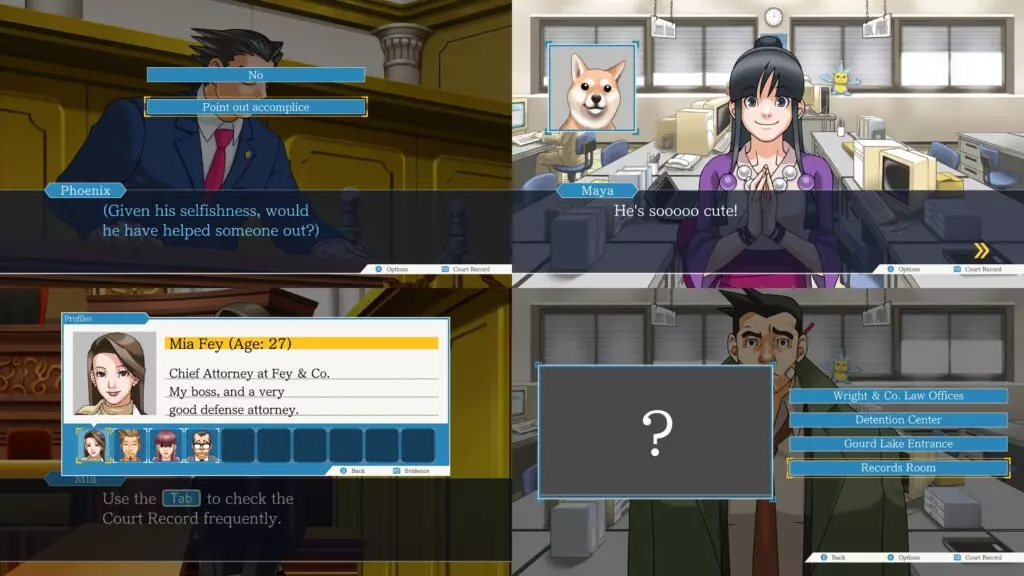 No
Point out accomplice
Phoenix
(Given his selfishness, would
he have helped someone out?)
Options
Court Record
Maya
He's sooooo cute!
Options
Court Record
Profiles
Mia Fey (Age: 27)
Chief Attorney at Fey & Co.
My boss, and a very
good defense attorney.
Back
Evidence
Mia
Use the Tab to check the
Court Record frequently.
?
Wright & Co. Law Offices
Detention Center
Gourd Lake Entrance
Records Room
Back
Options
Court Record